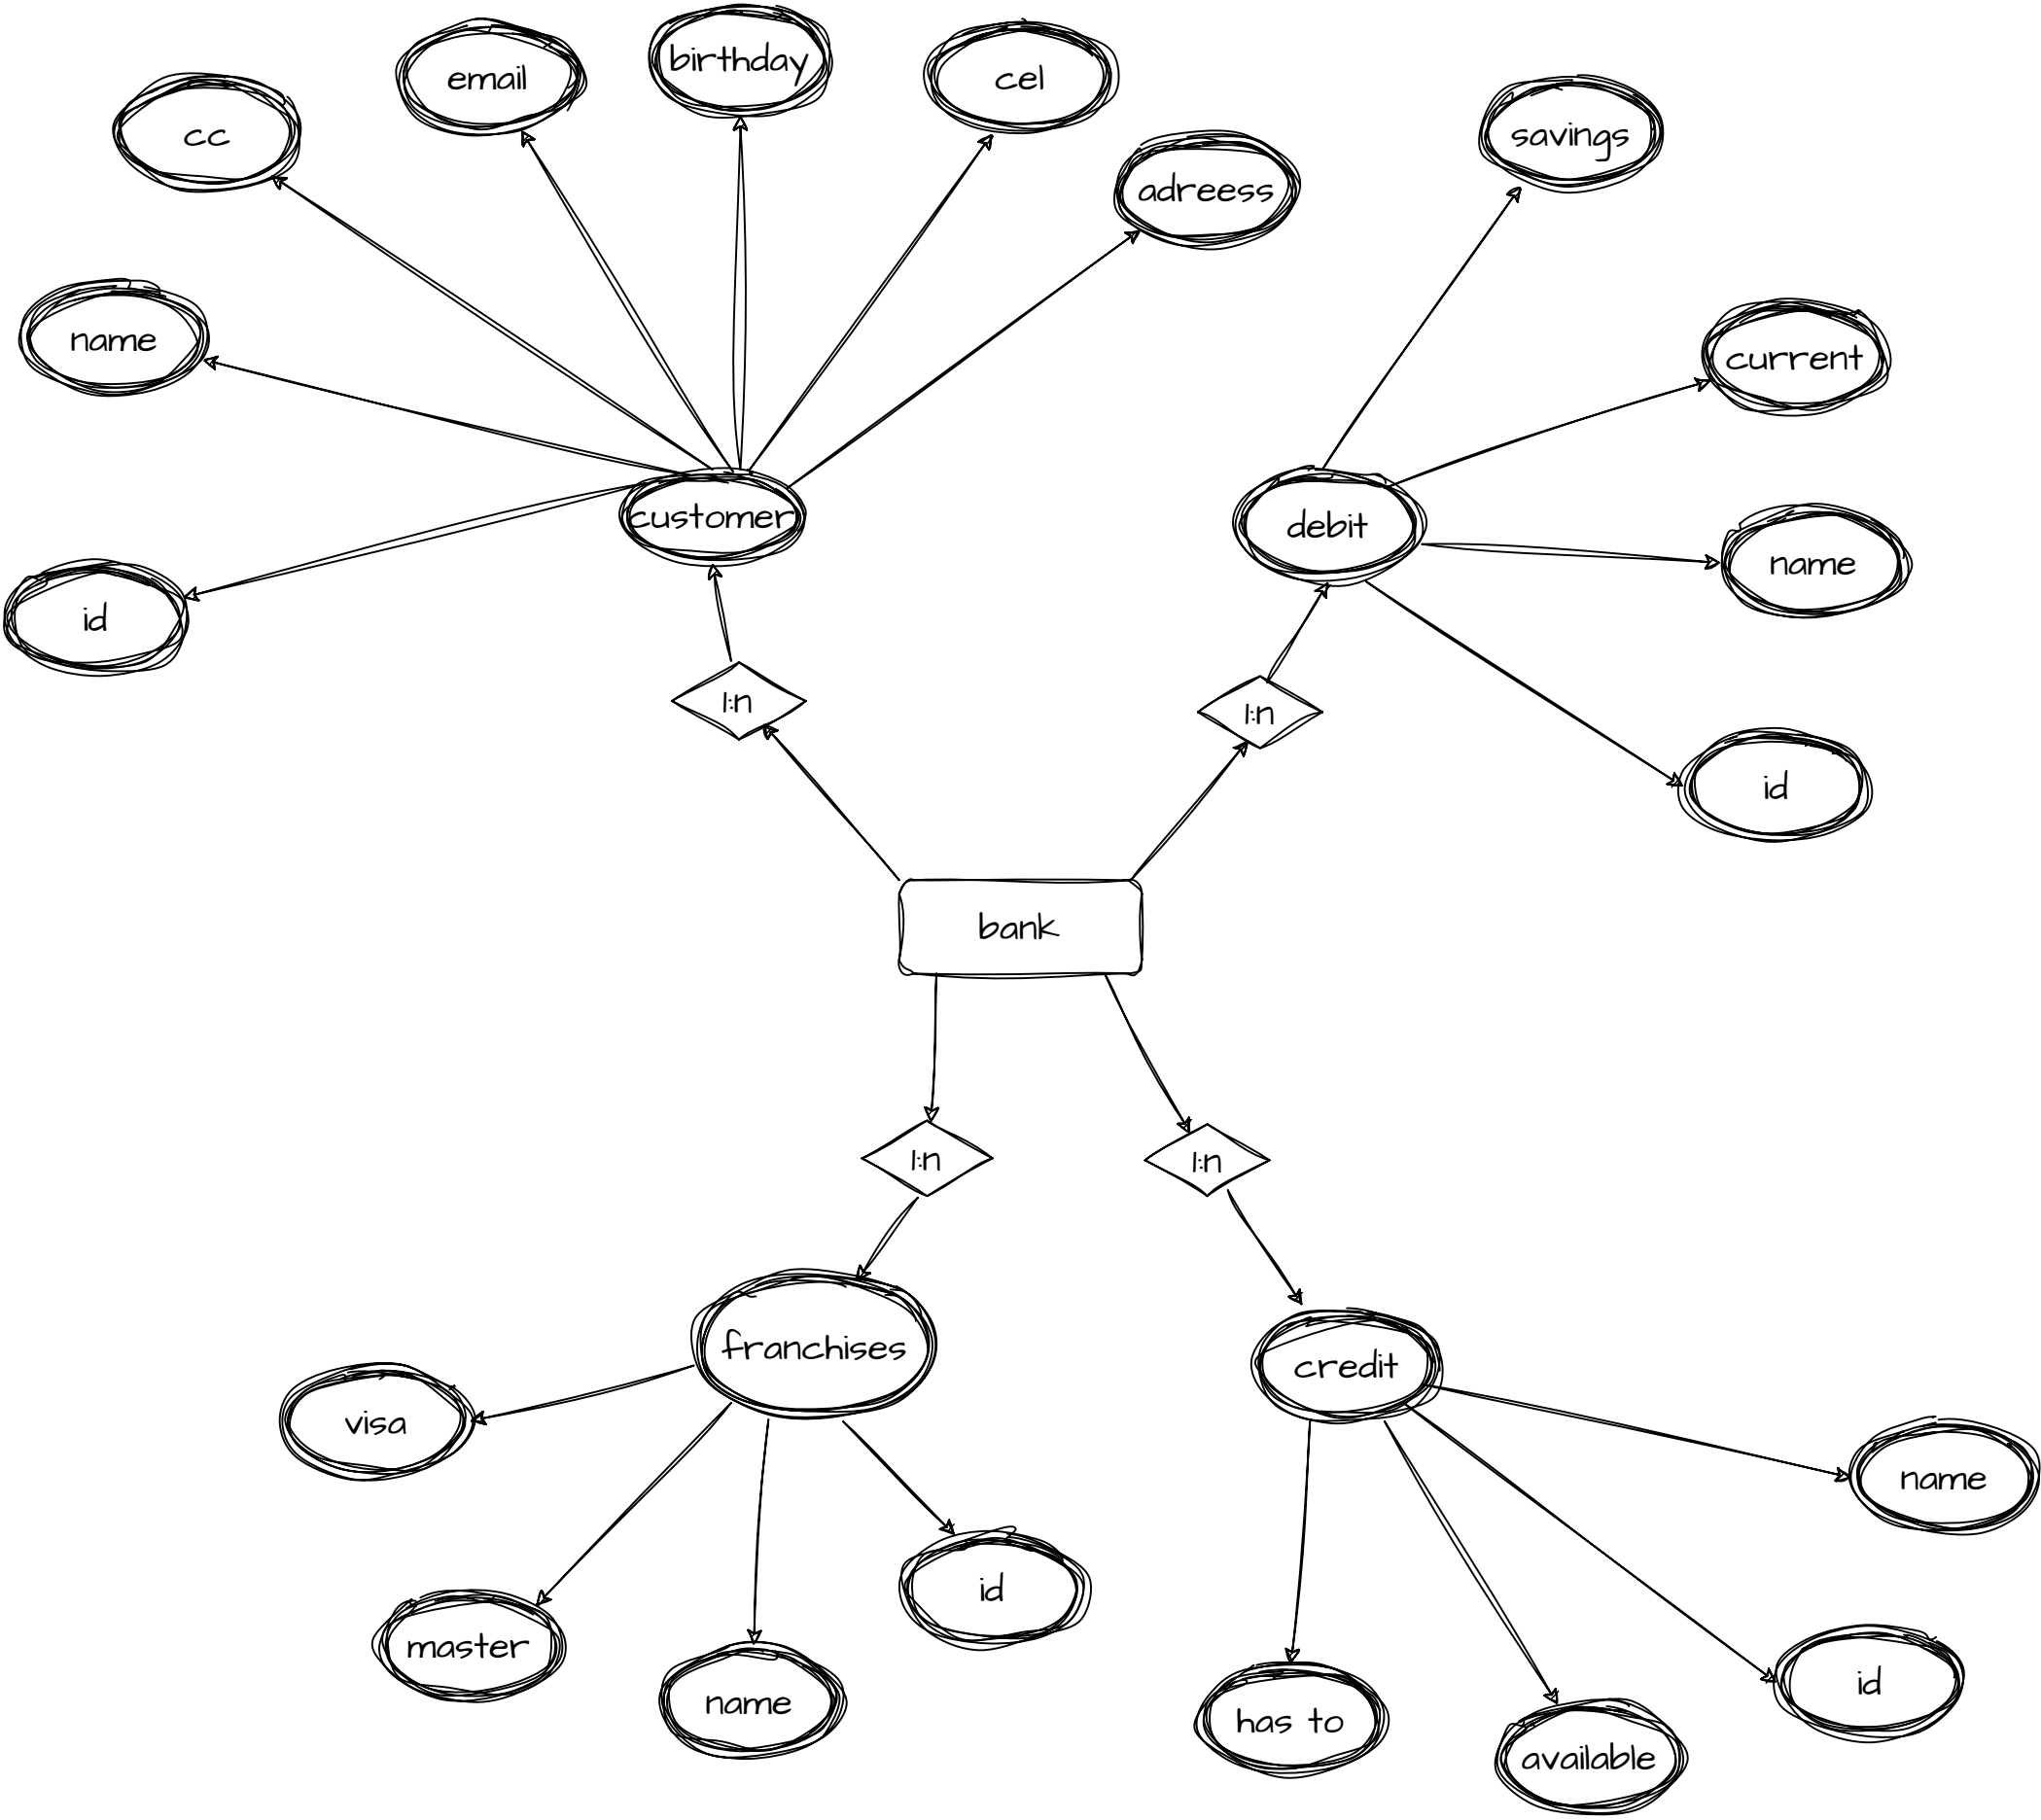 birthday
email
cel
cc
savings
adreess
name
current
customer
debit
name
id
1:n
1:n
id
bank
1:n
1:n
franchises
credit
visa
name
id
master
id
name
has to
available